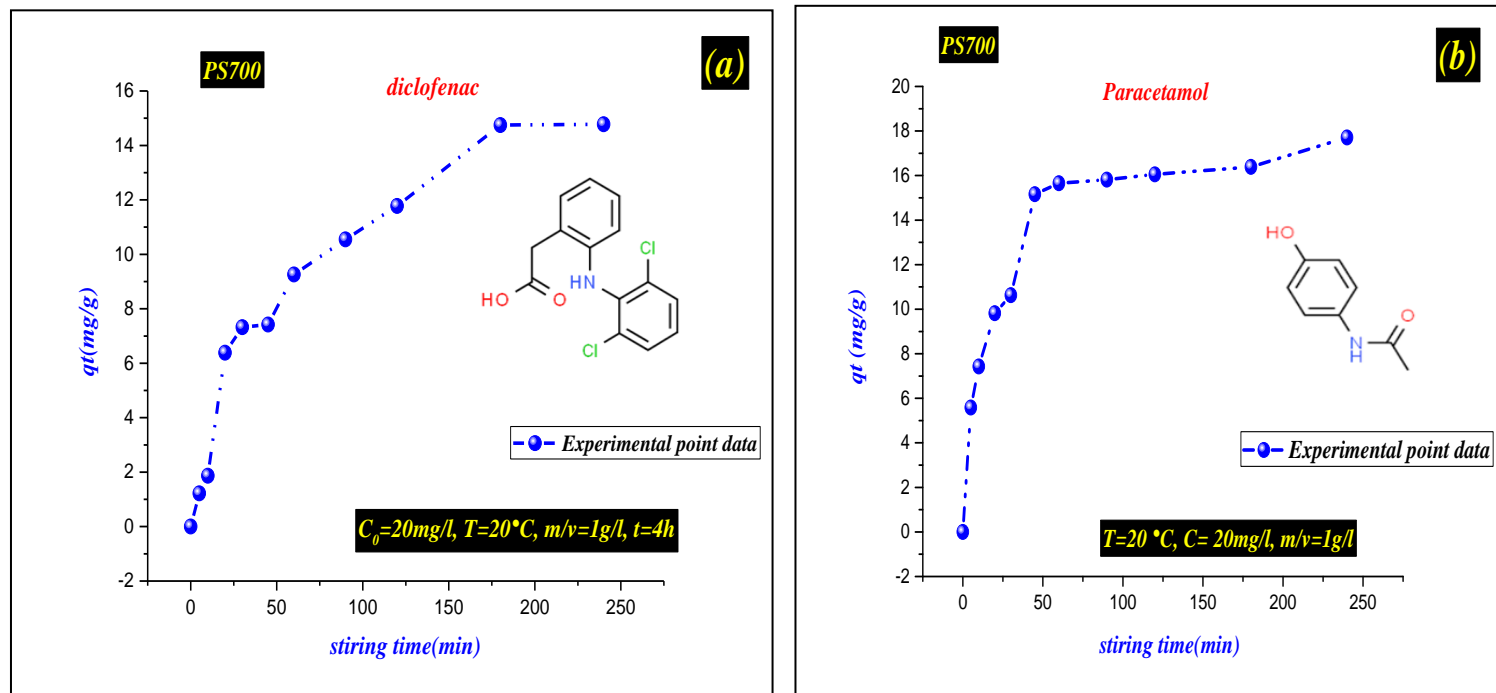 PS700
(a)
diclofenac
16
14
12
10
8
6
4
2
0
-2
qt(mg/g)
Cl
HN
HO
O
Cl
Experimental point data
C₀=20mg/l, T=20°C, m/v=1g/l, t=4h
0
50
100
150
200
250
stiring time(min)
PS700
(b)
Paracetamol
20
18
16
14
12
10
8
6
4
2
0
-2
qt (mg/g)
HO
O
N
H
Experimental point data
T=20 °C, C= 20mg/l, m/v=1g/l
0
50
100
150
200
250
stiring time(min)